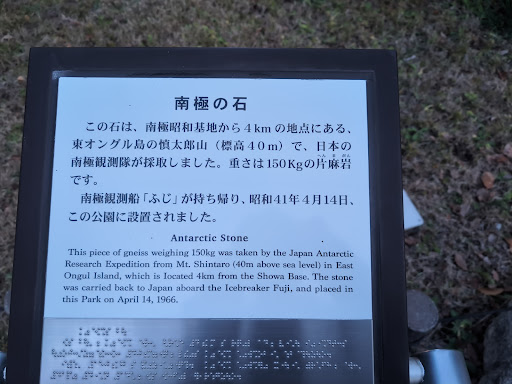 南極の石
この石は、南極昭和基地から4kmの地点にある、
東オングル島の慎太郎山(標高40m)で、日本の
南極観測隊が採取しました。重さは150Kgの片麻岩
です。
南極観測船「ふじ」が持ち帰り、昭和41年4月14日、
この公園に設置されました。
Antarctic Stone
This piece of gneiss weighing 150kg was taken by the Japan Antarctic
Research Expedition from Mt. Shintaro (40m above sea level) in East
Ongul Island, which is located 4km from the Showa Base. The stone
was carried back to Japan aboard the Icebreaker Fuji, and placed in
this Park on April 14, 1966.